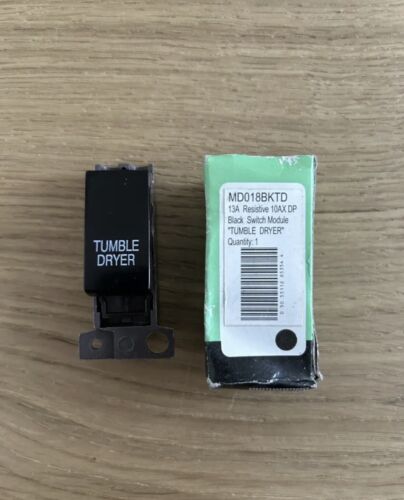 TUMBLE
DRYER
MD018BKTD
13A Resistive 10AX DP
Black Switch Module
"TUMBLE DRYER"
Quantity: 1